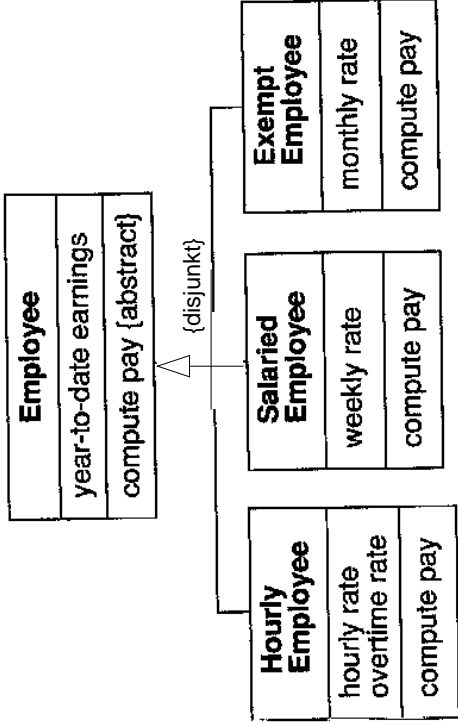 Employee
year-to-date earnings
compute pay {abstract}
{disjunkt}
Hourly
Employee
hourly rate
overtime rate
compute pay
Salaried
Employee
weekly rate
compute pay
Exempt
Employee
monthly rate
compute pay